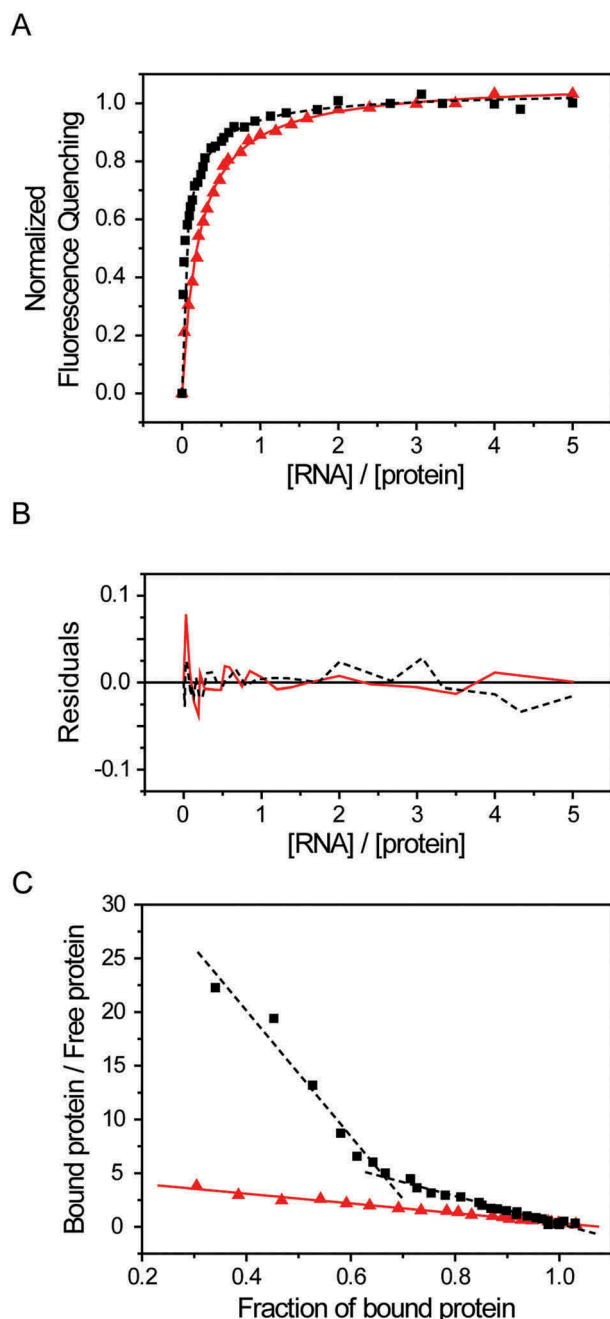 A
Normalized
Fluorescence Quenching
1.0
0.8
0.6
0.4
0.2
0.0
0 1 2 3 4 5
[RNA] / [protein]
B
Residuals
0.1
0.0
-0.1
0 1 2 3 4 5
[RNA] / [protein]
C
Bound protein / Free protein
30
25
20
15
10
5
0
0.2 0.4 0.6 0.8 1.0
Fraction of bound protein